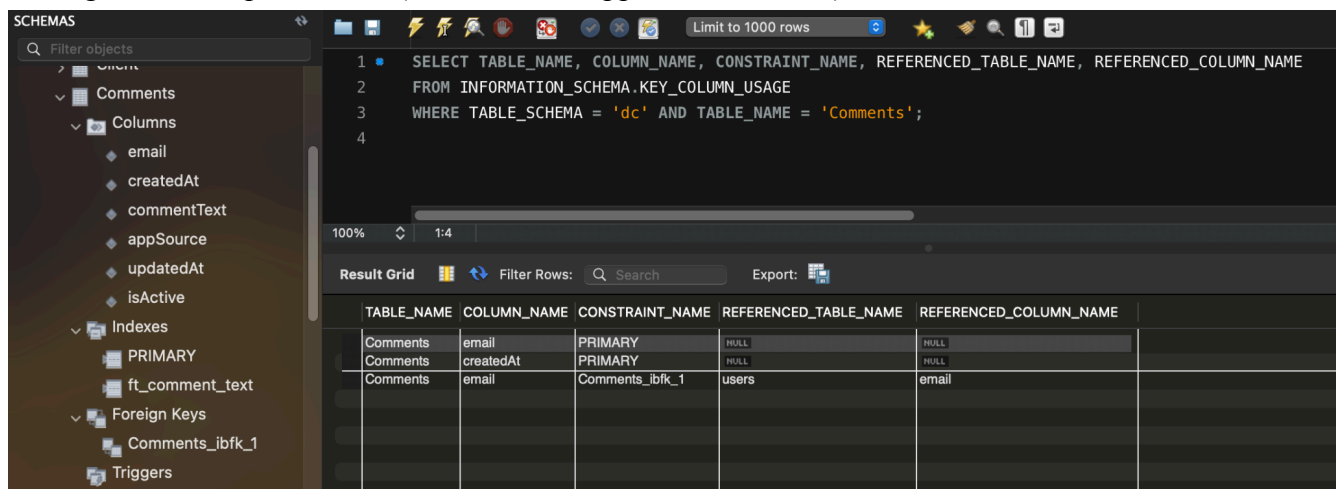 SCHEMAS
Filter objects
Client
Comments
Columns
email
createdAt
commentText
appSource
updatedAt
isActive
Indexes
PRIMARY
ft_comment_text
Foreign Keys
Comments_ibfk_1
Triggers
Limit to 1000 rows
1 SELECT TABLE_NAME, COLUMN_NAME, CONSTRAINT_NAME, REFERENCED_TABLE_NAME, REFERENCED_COLUMN_NAME
2 FROM INFORMATION_SCHEMA.KEY_COLUMN_USAGE
3 WHERE TABLE_SCHEMA = 'dc' AND TABLE_NAME = 'Comments';
4
100% 1:4
Result Grid Filter Rows: Search Export:
TABLE_NAME COLUMN_NAME CONSTRAINT_NAME REFERENCED_TABLE_NAME REFERENCED_COLUMN_NAME
Comments email PRIMARY NULL NULL
Comments createdAt PRIMARY NULL NULL
Comments email Comments_ibfk_1 users email